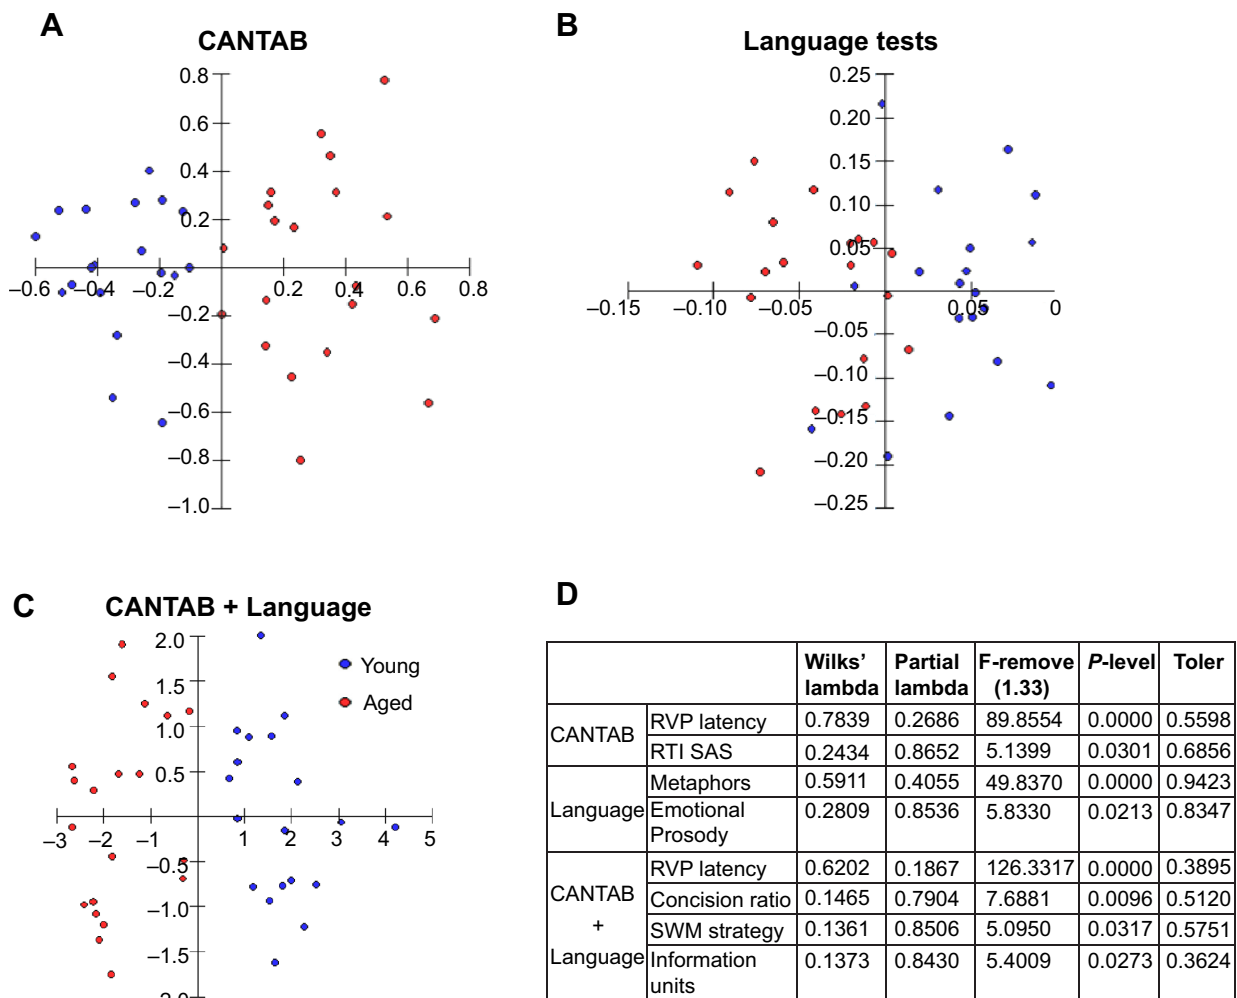 A
CANTAB
0.8
0.6
0.4
0.2
–0.6 –0.4 –0.2 0.2 0.4 0.6 0.8
–0.2
–0.4
–0.6
–0.8
–1.0
B
Language tests
0.25
0.20
0.15
0.10
0.05
–0.15 –0.10 –0.05 0.05 0
–0.05
–0.10
–0.15
–0.20
–0.25
C
CANTAB + Language
2.0
1.5
1.0
0.5
–3 –2 –1 1 2 3 4 5
–0.5
–1.0
–1.5
–2.0
Young
Aged
D
Wilks’ lambda Partial lambda F-remove (1.33) P-level Toler
CANTAB RVP latency 0.7839 0.2686 89.8554 0.0000 0.5598
RTI SAS 0.2434 0.8652 5.1399 0.0301 0.6856
Language Metaphors 0.5911 0.4055 49.8370 0.0000 0.9423
Emotional Prosody 0.2809 0.8536 5.8330 0.0213 0.8347
CANTAB + Language RVP latency 0.6202 0.1867 126.3317 0.0000 0.3895
Concision ratio 0.1465 0.7904 7.6881 0.0096 0.5120
SWM strategy 0.1361 0.8506 5.0950 0.0317 0.5751
Information units 0.1373 0.8430 5.4009 0.0273 0.3624